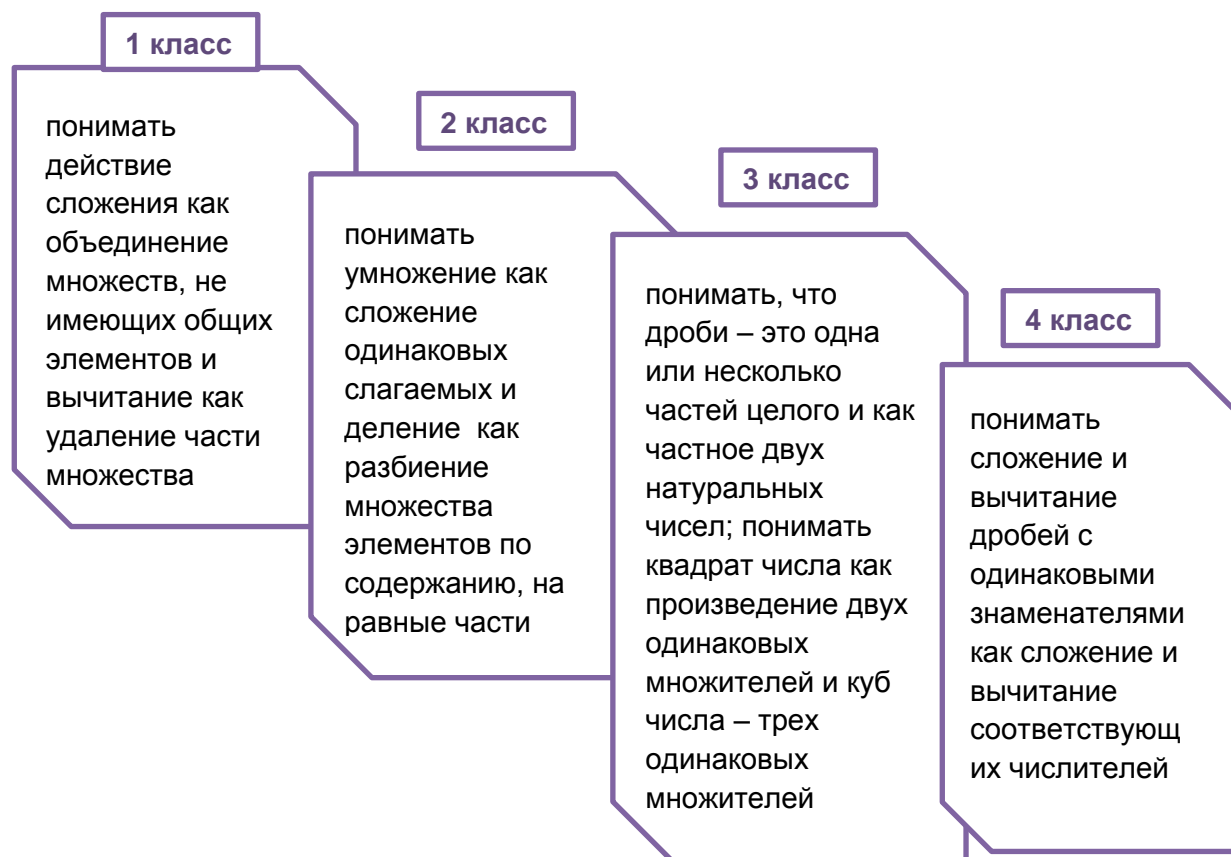 1 класс
понимать
действие
сложения как
объединение
множеств, не
имеющих общих
элементов и
вычитание как
удаление части
множества
2 класс
понимать
умножение как
сложение
одинаковых
слагаемых и
деление  как
разбиение
множества
элементов по
содержанию, на
равные части
3 класс
понимать, что
дроби – это одна
или несколько
частей целого и как
частное двух
натуральных
чисел; понимать
квадрат числа как
произведение двух
одинаковых
множителей и куб
числа – трех
одинаковых
множителей
4 класс
понимать
сложение и
вычитание
дробей с
одинаковыми
знаменателями
как сложение и
вычитание
соответствующ
их числителей